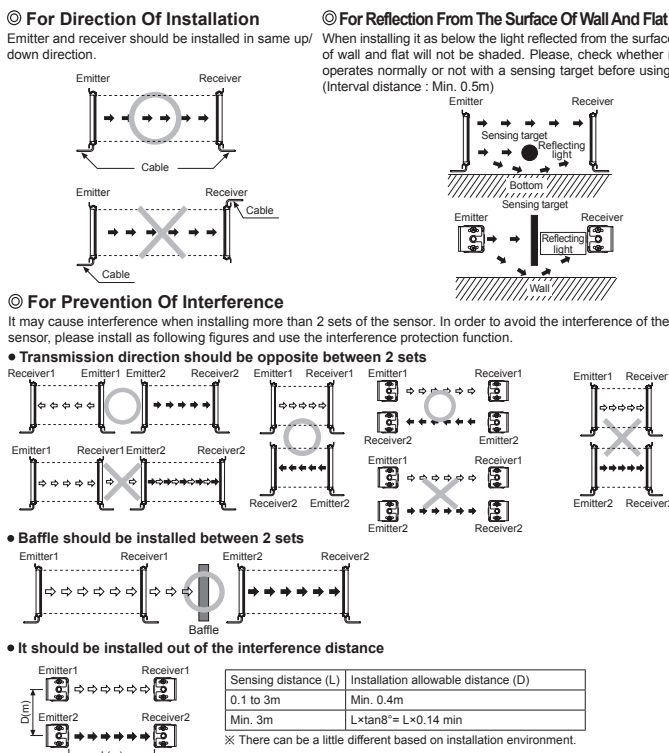 ◎ For Direction Of Installation
Emitter and receiver should be installed in same up/
down direction.
Emitter Receiver
Cable
Emitter Receiver
Cable
Cable
◎ For Reflection From The Surface Of Wall And Flat
When installing it as below the light reflected from the surface
of wall and flat will not be shaded. Please, check whether
operates normally or not with a sensing target before using
(Interval distance : Min. 0.5m)
Emitter Receiver
Sensing target
Reflecting
light
Bottom
Sensing target
Emitter Receiver
Reflecting
light
Wall
◎ For Prevention Of Interference
It may cause interference when installing more than 2 sets of the sensor. In order to avoid the interference of the
sensor, please install as following figures and use the interference protection function.
● Transmission direction should be opposite between 2 sets
Receiver1 Emitter1 Emitter2 Receiver2
Emitter1 Receiver1 Emitter2 Receiver2
Emitter1 Receiver1
Receiver2 Emitter2
Emitter1 Receiver1
Receiver2 Emitter2
Emitter1 Receiver1
Emitter2 Receiver2
Emitter1 Receiver
Emitter2 Receiver2
● Baffle should be installed between 2 sets
Emitter1 Receiver1 Emitter2 Receiver2
Baffle
● It should be installed out of the interference distance
Emitter1 Receiver1
D(m)
Emitter2 Receiver2
Sensing distance (L) Installation allowable distance (D)
0.1 to 3m Min. 0.4m
Min. 3m L×tan8°= L×0.14 min
※ There can be a little different based on installation environment.